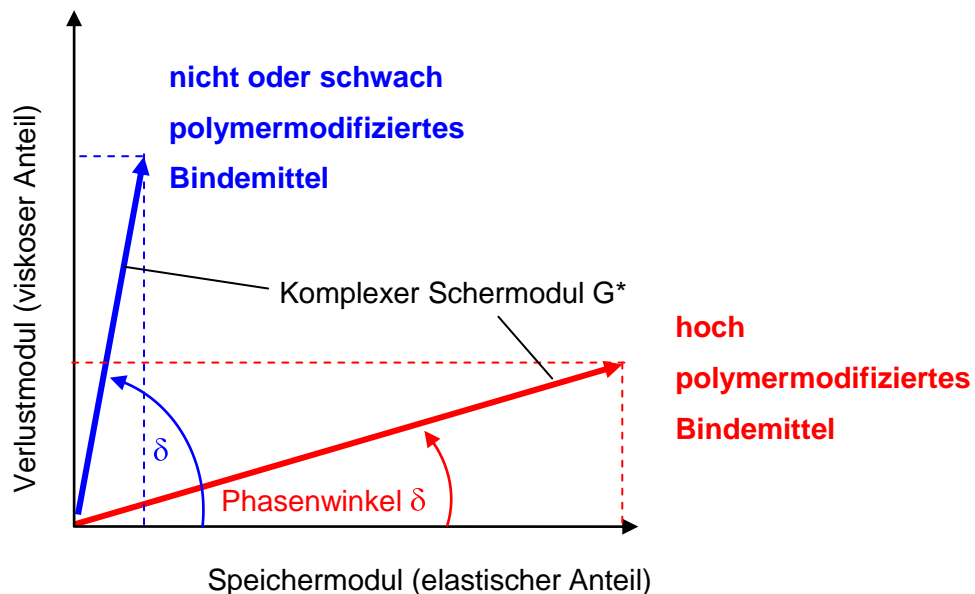 nicht oder schwach
polymermodifiziertes
Bindemittel
Verlustmodul (viskoser Anteil)
Komplexer Schermodul G*
hoch
polymermodifiziertes
Bindemittel
δ
Phasenwinkel δ
Speichermodul (elastischer Anteil)